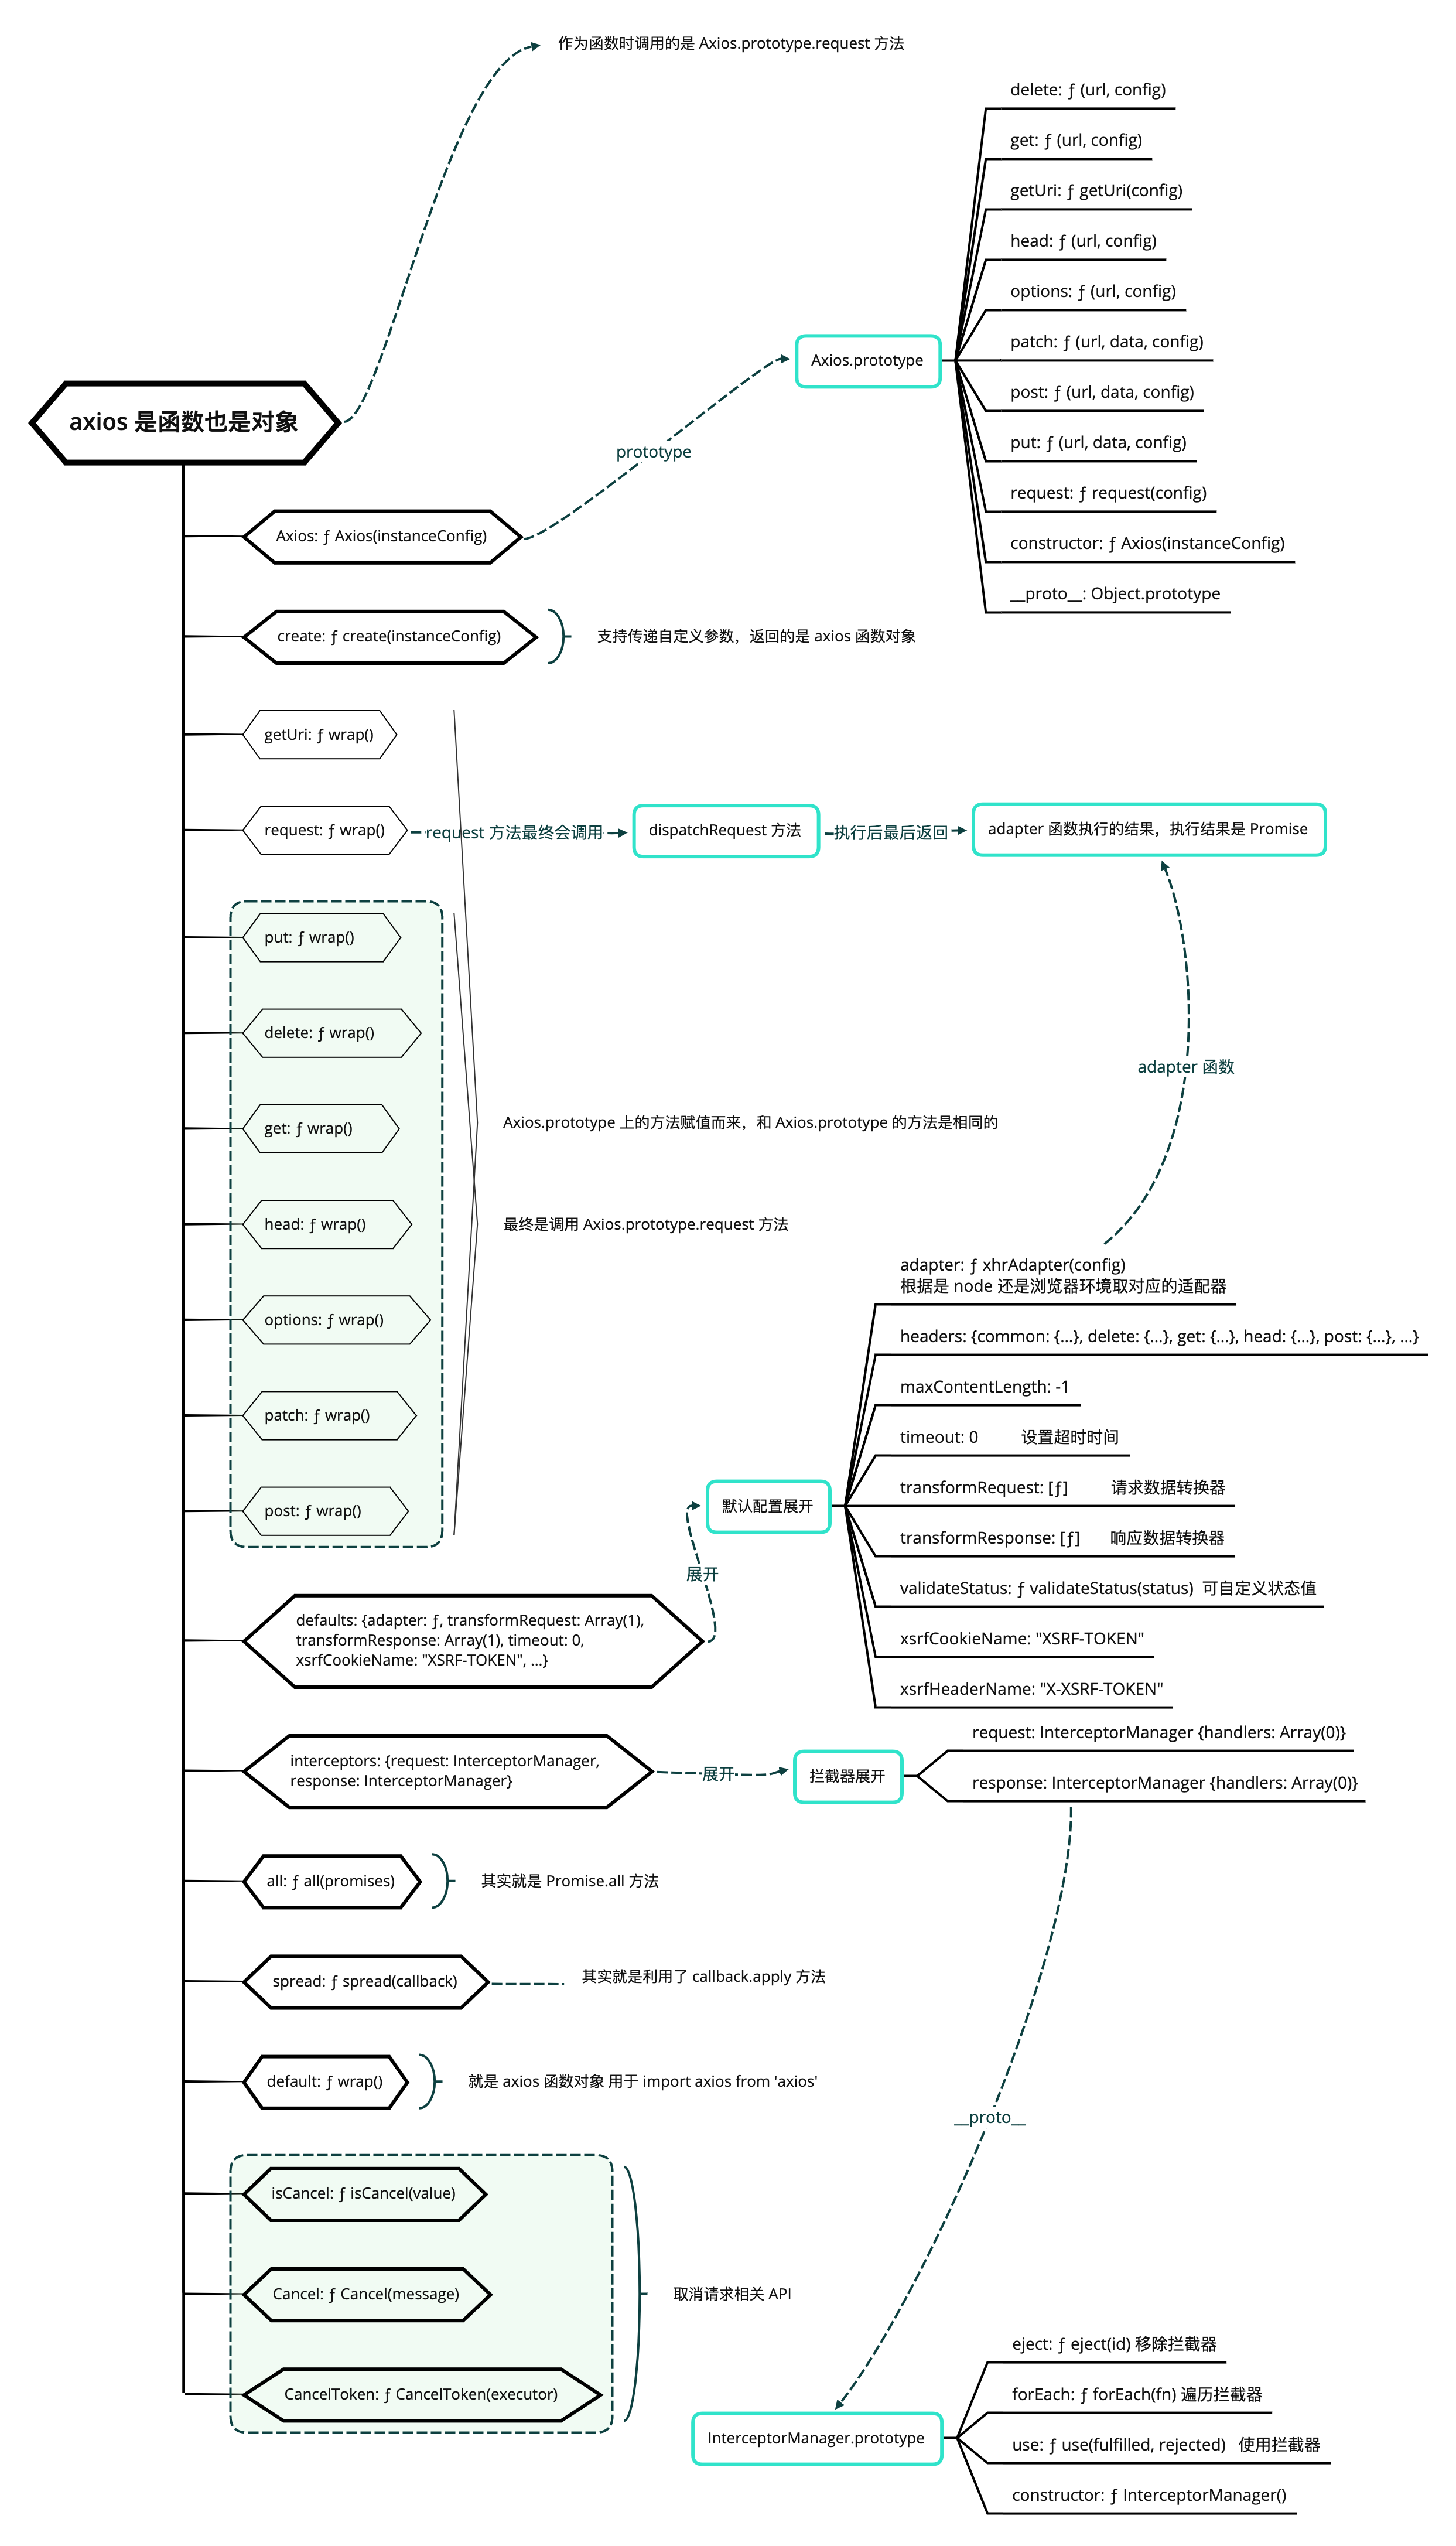 作为函数时调用的是 Axios.prototype.request 方法
axios 是函数也是对象
prototype
Axios.prototype
delete: ƒ (url, config)
get: ƒ (url, config)
getUri: ƒ getUri(config)
head: ƒ (url, config)
options: ƒ (url, config)
patch: ƒ (url, data, config)
post: ƒ (url, data, config)
put: ƒ (url, data, config)
request: ƒ request(config)
constructor: ƒ Axios(instanceConfig)
__proto__: Object.prototype
Axios: ƒ Axios(instanceConfig)
create: ƒ create(instanceConfig)
支持传递自定义参数，返回的是 axios 函数对象
getUri: ƒ wrap()
request: ƒ wrap()
request 方法最终会调用
dispatchRequest 方法
执行后最后返回
adapter 函数执行的结果，执行结果是 Promise
put: ƒ wrap()
delete: ƒ wrap()
get: ƒ wrap()
head: ƒ wrap()
options: ƒ wrap()
patch: ƒ wrap()
post: ƒ wrap()
Axios.prototype 上的方法赋值而来，和 Axios.prototype 的方法是相同的
最终是调用 Axios.prototype.request 方法
adapter 函数
defaults: {adapter: ƒ, transformRequest: Array(1),
transformResponse: Array(1), timeout: 0,
xsrfCookieName: "XSRF-TOKEN", …}
展开
默认配置展开
adapter: ƒ xhrAdapter(config)
根据是 node 还是浏览器环境取对应的适配器
headers: {common: {…}, delete: {…}, get: {…}, head: {…}, post: {…}, …}
maxContentLength: -1
timeout: 0 设置超时时间
transformRequest: [ƒ] 请求数据转换器
transformResponse: [ƒ] 响应数据转换器
validateStatus: ƒ validateStatus(status) 可自定义状态值
xsrfCookieName: "XSRF-TOKEN"
xsrfHeaderName: "X-XSRF-TOKEN"
interceptors: {request: InterceptorManager,
response: InterceptorManager}
展开
拦截器展开
request: InterceptorManager {handlers: Array(0)}
response: InterceptorManager {handlers: Array(0)}
all: ƒ all(promises)
其实就是 Promise.all 方法
spread: ƒ spread(callback)
其实就是利用了 callback.apply 方法
default: ƒ wrap()
就是 axios 函数对象 用于 import axios from 'axios'
__proto__
isCancel: ƒ isCancel(value)
Cancel: ƒ Cancel(message)
CancelToken: ƒ CancelToken(executor)
取消请求相关 API
InterceptorManager.prototype
eject: ƒ eject(id) 移除拦截器
forEach: ƒ forEach(fn) 遍历拦截器
use: ƒ use(fulfilled, rejected) 使用拦截器
constructor: ƒ InterceptorManager()